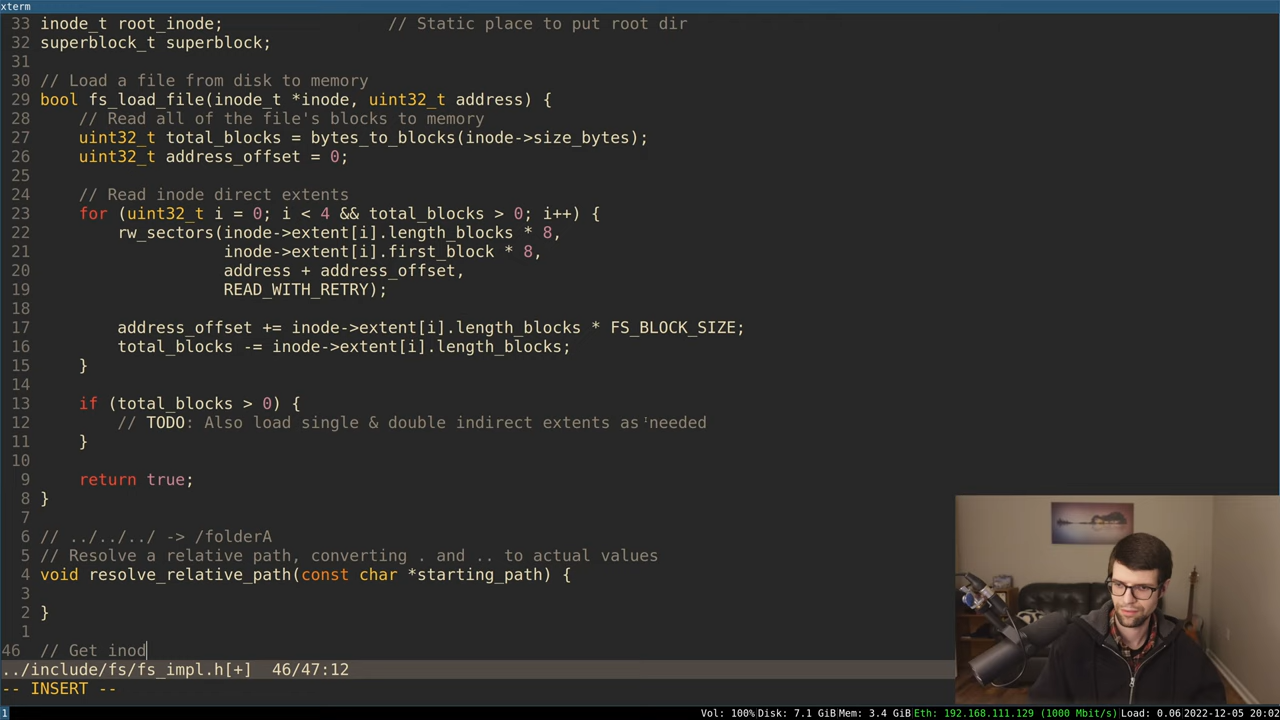 xterm
33 inode_t root_inode;                 // Static place to put root dir
32 superblock_t superblock;
31
30 // Load a file from disk to memory
29 bool fs_load_file(inode_t *inode, uint32_t address) {
28     // Read all of the file's blocks to memory
27     uint32_t total_blocks = bytes_to_blocks(inode->size_bytes);
26     uint32_t address_offset = 0;
25
24     // Read inode direct extents
23     for (uint32_t i = 0; i < 4 && total_blocks > 0; i++) {
22         rw_sectors(inode->extent[i].length_blocks * 8,
21                    inode->extent[i].first_block * 8,
20                    address + address_offset,
19                    READ_WITH_RETRY);
18
17         address_offset += inode->extent[i].length_blocks * FS_BLOCK_SIZE;
16         total_blocks -= inode->extent[i].length_blocks;
15     }
14
13     if (total_blocks > 0) {
12         // TODO: Also load single & double indirect extents as needed
11     }
10
9     return true;
8 }
7
6 // ../../../ -> /folderA
5 // Resolve a relative path, converting . and .. to actual values
4 void resolve_relative_path(const char *starting_path) {
3
2 }
1
46 // Get inod
../include/fs/fs_impl.h[+]  46/47:12
-- INSERT --
1 Vol: 100% Disk: 7.1 GiB Mem: 3.4 GiB Eth: 192.168.111.129 (1000 Mbit/s) Load: 0.06 2022-12-05 20:02